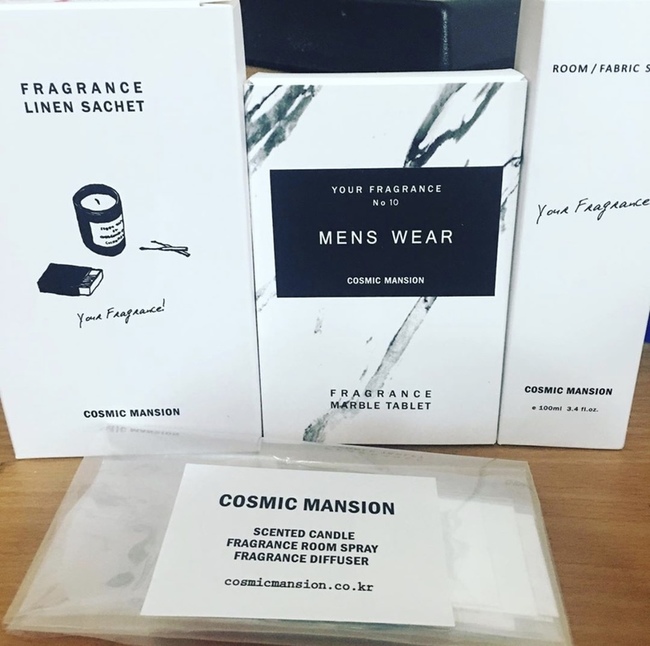 FRAGRANCE
LINEN SACHET
Your Fragrance!
COSMIC MANSION
YOUR FRAGRANCE
No 10
MENS WEAR
COSMIC MANSION
FRAGRANCE
MARBLE TABLET
ROOM / FABRIC S
Your Fragrance
COSMIC MANSION
e 100ml 3.4 fl.oz.
COSMIC MANSION
SCENTED CANDLE
FRAGRANCE ROOM SPRAY
FRAGRANCE DIFFUSER
cosmicmansion.co.kr